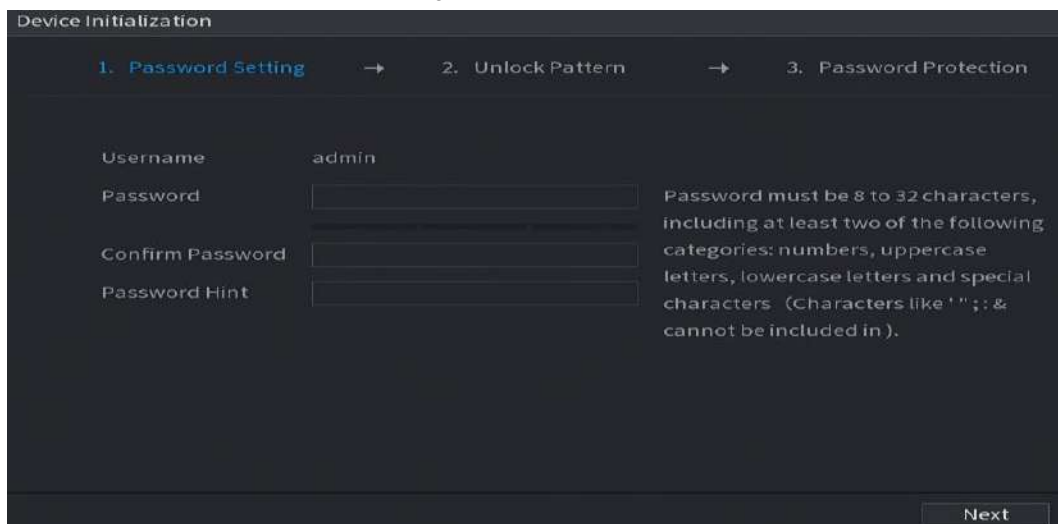 Device Initialization
1. Password Setting → 2. Unlock Pattern → 3. Password Protection
Username admin
Password
Password must be 8 to 32 characters,
including at least two of the following
categories: numbers, uppercase
letters, lowercase letters and special
characters (Characters like ' " ; : &
cannot be included in ).
Confirm Password
Password Hint
Next